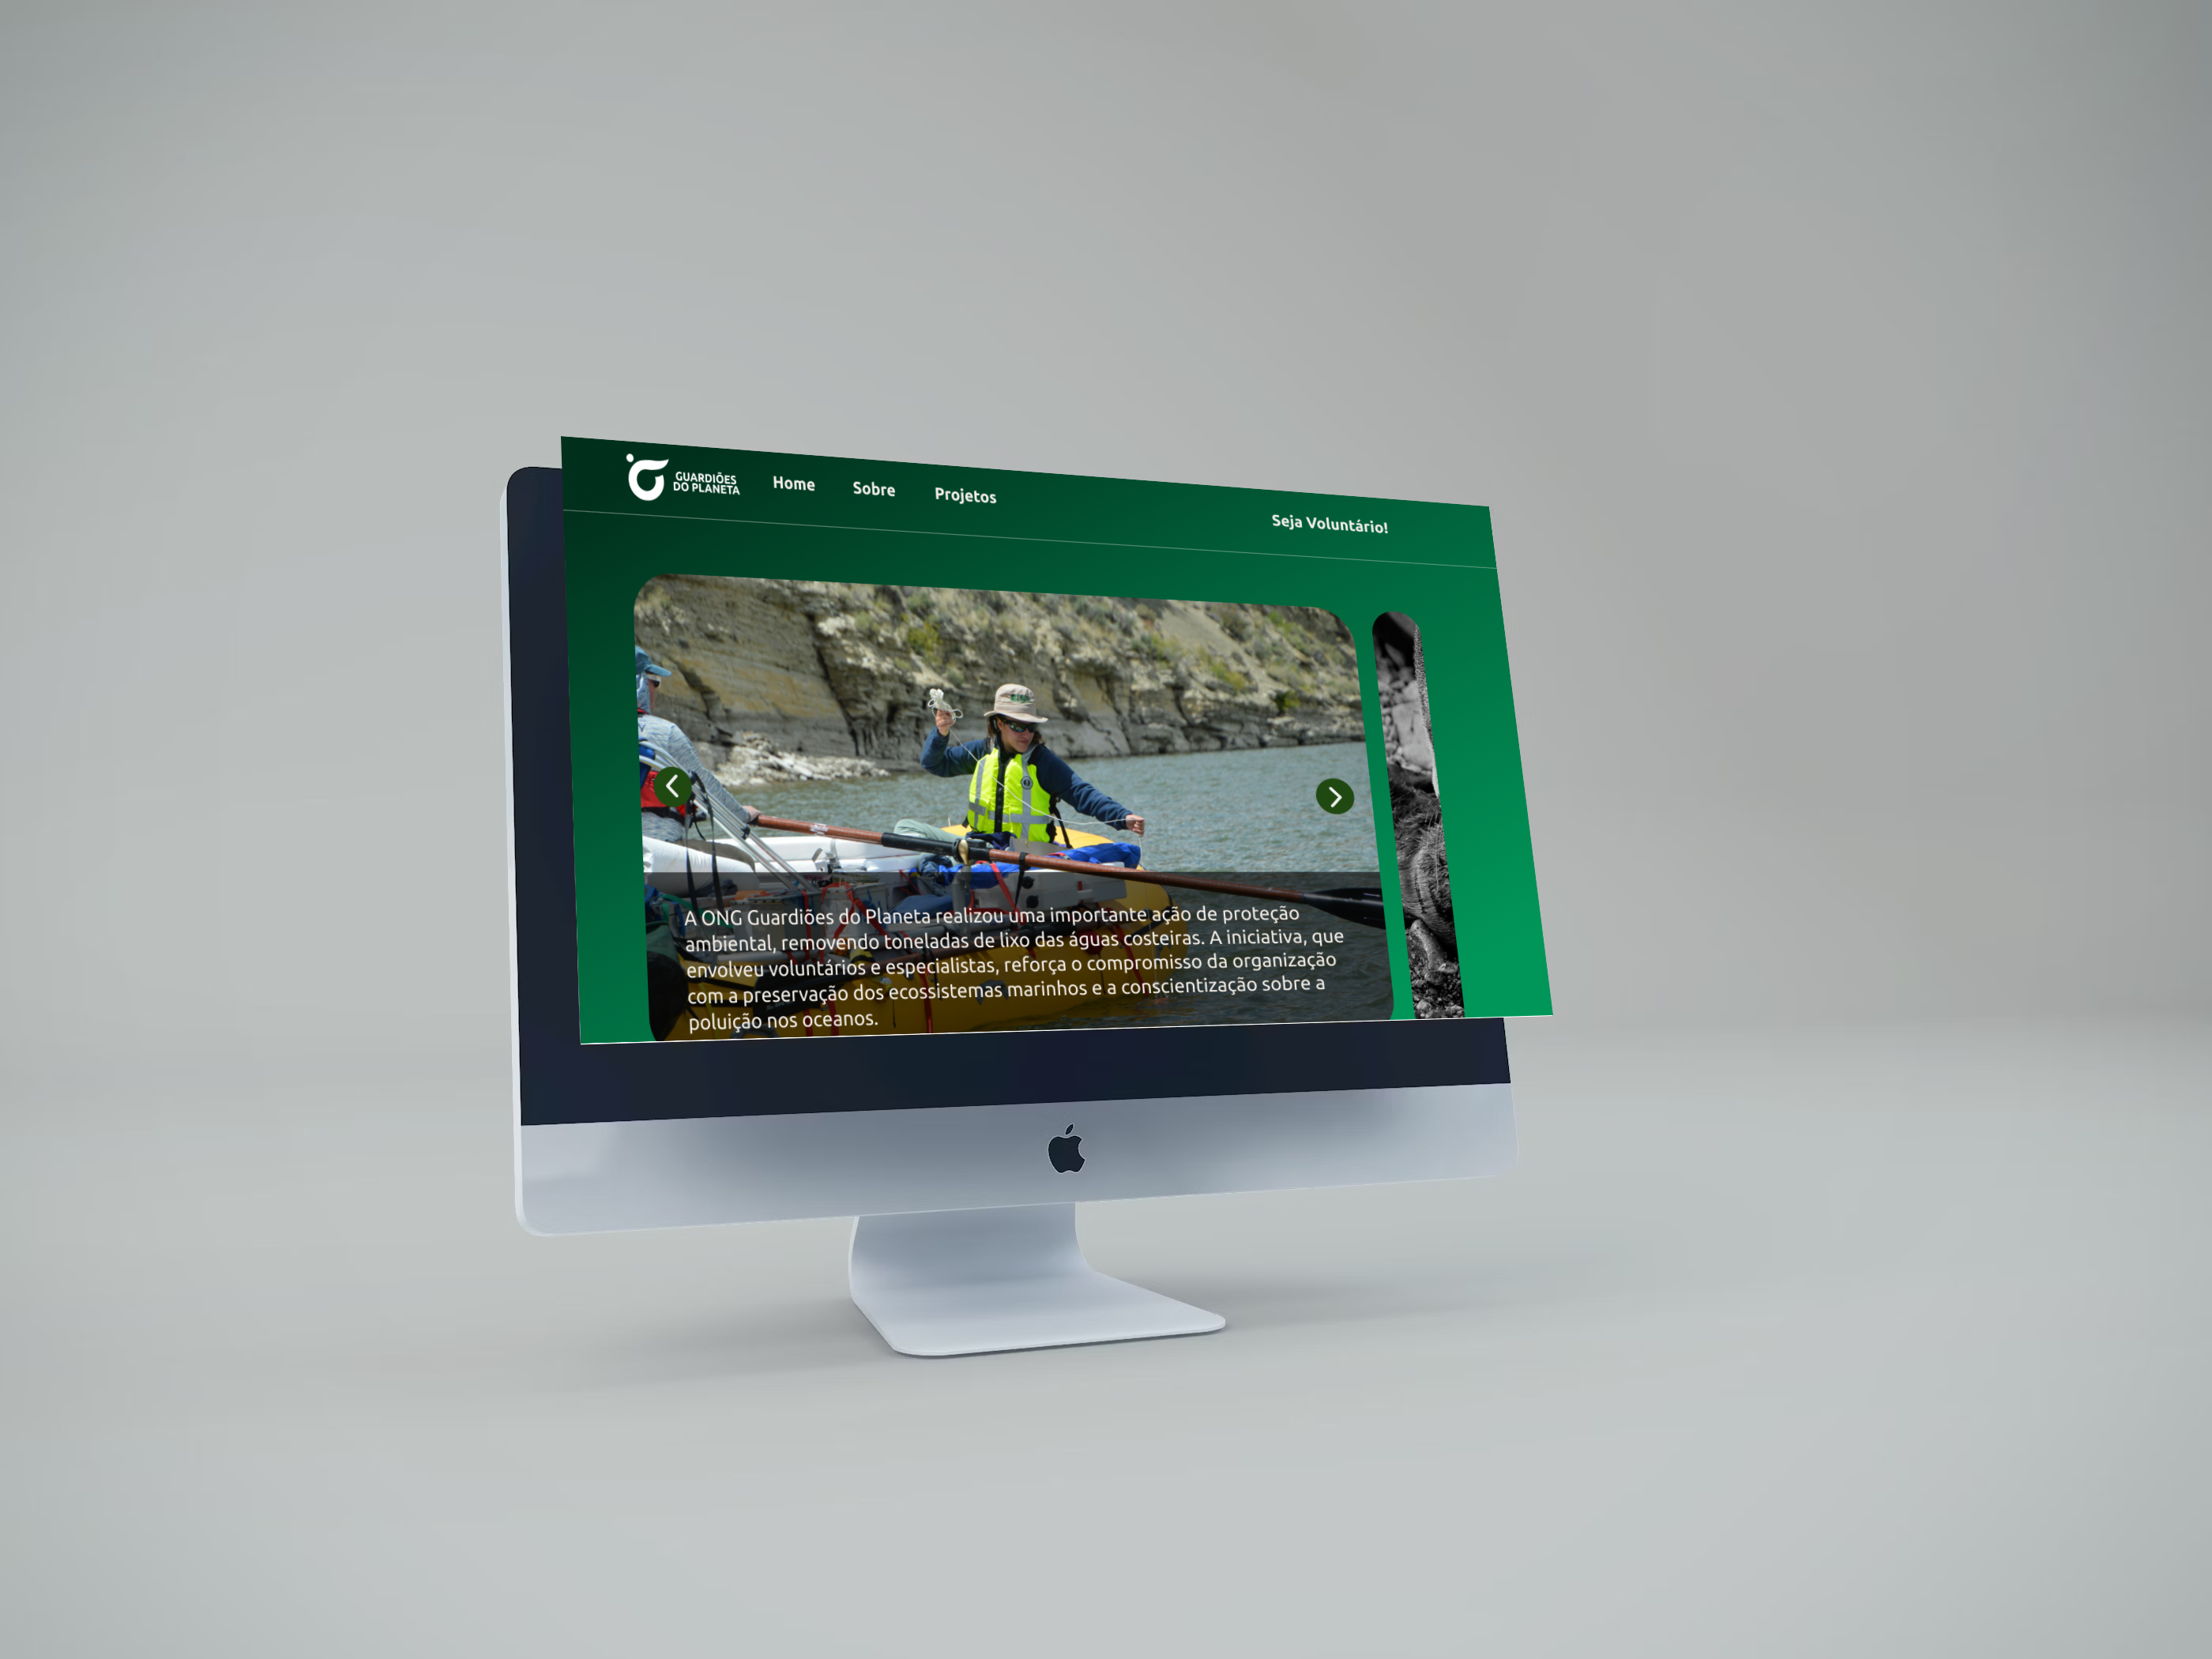 GUARDIÕES
DO PLANETA
Home
Sobre
Projetos
Seja Voluntário!
A ONG Guardiões do Planeta realizou uma importante ação de proteção
ambiental, removendo toneladas de lixo das águas costeiras. A iniciativa, que
envolveu voluntários e especialistas, reforça o compromisso da organização
com a preservação dos ecossistemas marinhos e a conscientização sobre a
poluição nos oceanos.